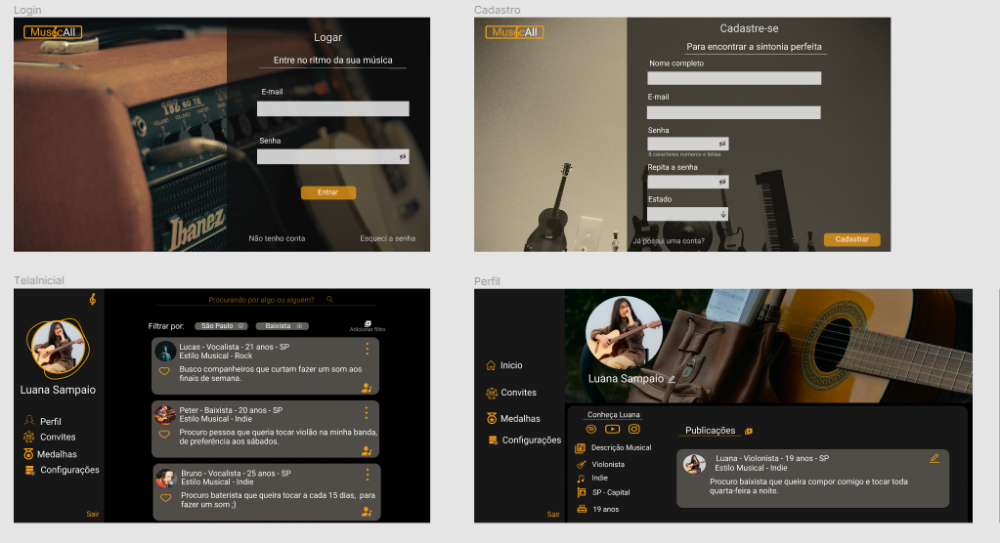 Login
MusicAll
Logar
Entre no ritmo da sua música
E-mail
Senha
Entrar
Não tenho conta
Esqueci a senha
60 TE
Ibanez
Cadastro
MusicAll
Cadastre-se
Para encontrar a sintonia perfeita
Nome completo
E-mail
Senha
8 caracteres numeros e letras
Repita a senha
Estado
Já possui uma conta?
Cadastrar
TelaInicial
Luana Sampaio
Perfil
Convites
Medalhas
Configurações
Sair
Procurando por algo ou alguém?
Filtrar por:
São Paulo
Baixista
Adicionar filtro
Lucas - Vocalista - 21 anos - SP
Estilo Musical - Rock
Busco companheiros que curtam fazer um som aos
finais de semana.
Peter - Baixista - 20 anos - SP
Estilo Musical - Indie
Procuro pessoa que queria tocar violão na minha banda,
de preferência aos sábados.
Bruno - Vocalista - 25 anos - SP
Estilo Musical - Indie
Procuro baterista que queira tocar a cada 15 dias, para
fazer um som ;)
Perfil
Inicio
Convites
Medalhas
Configurações
Sair
Luana Sampaio
Conheça Luana
Descrição Musical
Violonista
Indie
SP - Capital
19 anos
Publicações
Luana - Violonista - 19 anos - SP
Estilo Musical - Indie
Procuro baixista que queira compor comigo e tocar toda
quarta-feira a noite.